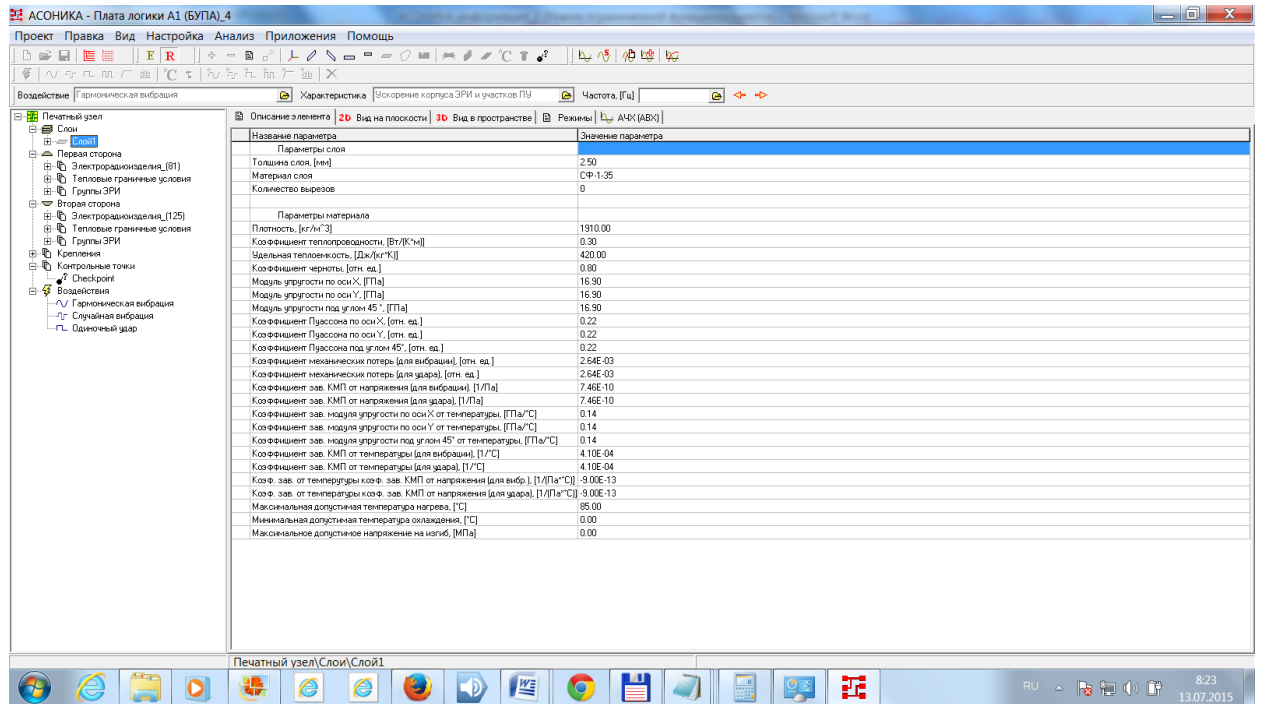 АСОНИКА - Плата логики А1 (БУПА)_4
Проект Правка Вид Настройка Анализ Приложения Помощь
E R °C T
°C τ
Воздействие Гармоническая вибрация Характеристика Ускорение корпуса ЭРИ и участков ПУ Частота, [Гц]
Печатный узел
Слои
Слой1
Первая сторона
Электрорадиоизделия_(81)
Тепловые граничные условия
Группы ЭРИ
Вторая сторона
Электрорадиоизделия_(125)
Тепловые граничные условия
Группы ЭРИ
Крепления
Контрольные точки
Checkpoint
Воздействия
Гармоническая вибрация
Случайная вибрация
Одиночный удар
Описание элемента 2D Вид на плоскости 3D Вид в пространстве Режимы АЧХ (АВХ)
Название параметра Значение параметра
Параметры слоя
Толщина слоя, [мм] 2.50
Материал слоя СФ-1-35
Количество вырезов 0
Параметры материала
Плотность, [кг/м^3] 1910.00
Коэффициент теплопроводности, [Вт/(К*м)] 0.30
Удельная теплоемкость, [Дж/(кг*К)] 420.00
Коэффициент черноты, [отн. ед.] 0.80
Модуль упругости по оси X, [ГПа] 16.90
Модуль упругости по оси Y, [ГПа] 16.90
Модуль упругости под углом 45 °, [ГПа] 16.90
Коэффициент Пуассона по оси X, [отн. ед.] 0.22
Коэффициент Пуассона по оси Y, [отн. ед.] 0.22
Коэффициент Пуассона под углом 45°, [отн. ед.] 0.22
Коэффициент механических потерь (для вибрации), [отн. ед.] 2.64E-03
Коэффициент механических потерь (для удара), [отн. ед.] 2.64E-03
Коэффициент зав. КМП от напряжения (для вибрации), [1/Па] 7.46E-10
Коэффициент зав. КМП от напряжения (для удара), [1/Па] 7.46E-10
Коэффициент зав. модуля упругости по оси X от температуры, [ГПа/°C] 0.14
Коэффициент зав. модуля упругости по оси Y от температуры, [ГПа/°C] 0.14
Коэффициент зав. модуля упругости под углом 45° от температуры, [ГПа/°C] 0.14
Коэффициент зав. КМП от температуры (для вибрации), [1/°C] 4.10E-04
Коэффициент зав. КМП от температуры (для удара), [1/°C] 4.10E-04
Коэф. зав. от темперутуры коэф. зав. КМП от напряжения (для вибр.), [1/(Па*°C)] -9.00E-13
Коэф. зав. от температуры коэф. зав. КМП от напряжения (для удара), [1/(Па*°C)] -9.00E-13
Максимальная допустимая температура нагрева, [°C] 85.00
Минимальная допустимая температура охлаждения, [°C] 0.00
Максимальное допустимое напряжение на изгиб, [МПа] 0.00
Печатный узел\Слои\Слой1
RU 8:23
13.07.2015